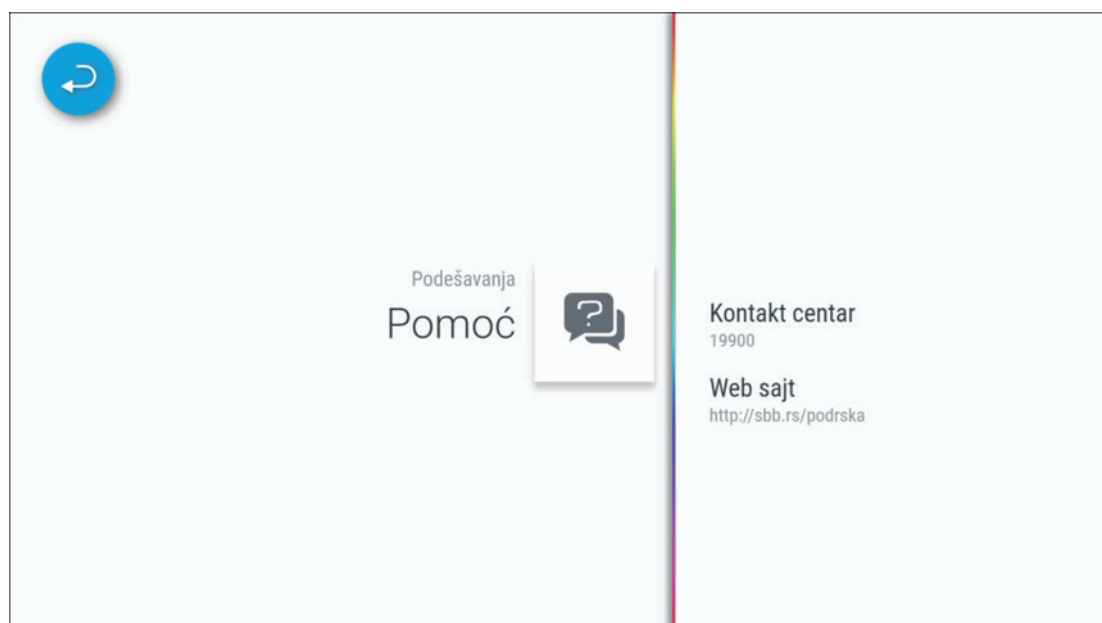 Podešavanja
Pomoć
Kontakt centar
19900
Web sajt
http://sbb.rs/podrska